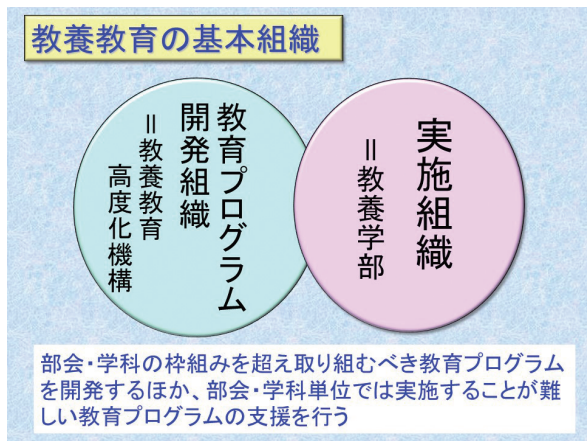 教養教育の基本組織
教育プログラム
開発組織
＝教養教育
高度化機構
実施組織
＝教養学部
部会・学科の枠組みを超え取り組むべき教育プログラム
を開発するほか、部会・学科単位では実施することが難
しい教育プログラムの支援を行う